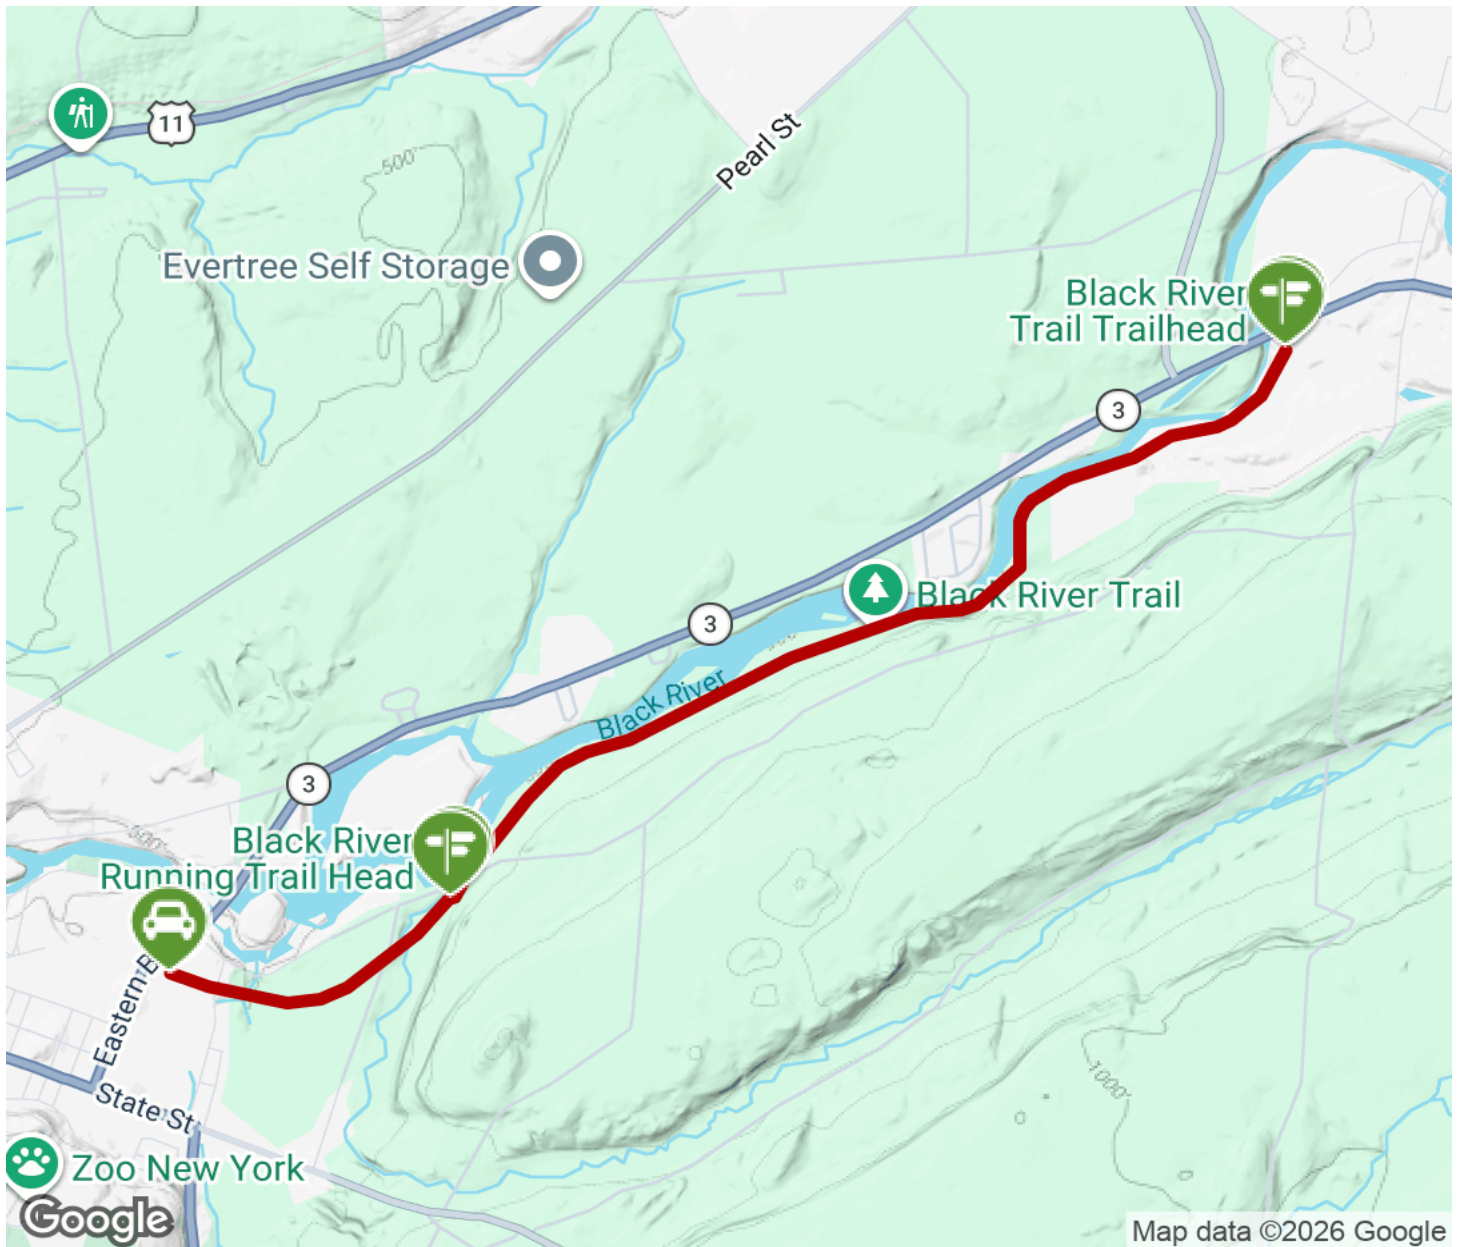 11
500'
Pearl St
Evertree Self Storage
Black River
Trail Trailhead
3
Black River Trail
3
Black River
3
500'
Black River
Running Trail Head
Eastern B
State St
1000'
Zoo New York
Google
Map data ©2026 Google